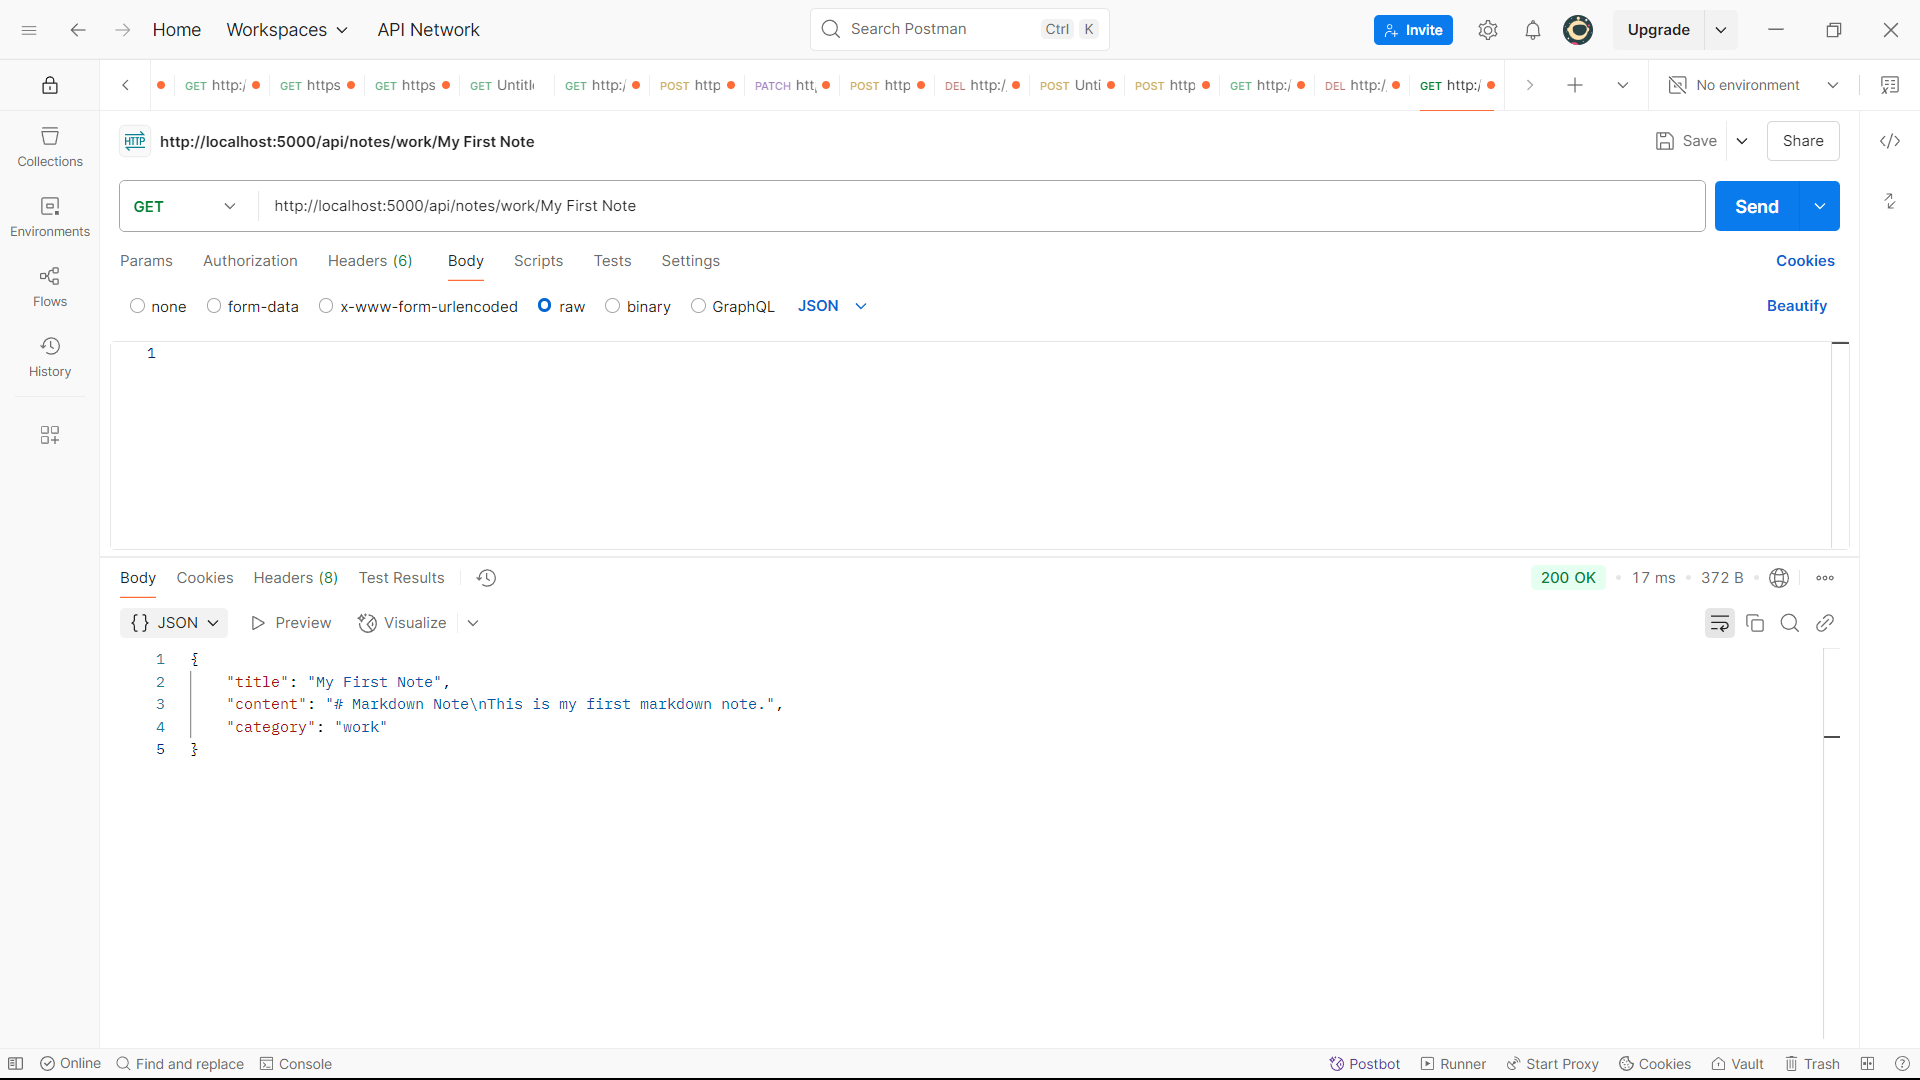 Home Workspaces API Network Search Postman Ctrl K Invite Upgrade
GET http:/ GET https GET https GET Untitl GET http:/ POST http PATCH htt POST http DEL http:/ POST Unti POST http GET http:/ DEL http:/ GET http:/ No environment
HTTP http://localhost:5000/api/notes/work/My First Note Save Share
Collections
Environments
Flows
History
GET http://localhost:5000/api/notes/work/My First Note Send
Params Authorization Headers (6) Body Scripts Tests Settings Cookies
none form-data x-www-form-urlencoded raw binary GraphQL JSON Beautify
1
Body Cookies Headers (8) Test Results 200 OK 17 ms 372 B
{} JSON Preview Visualize
1 {
2 "title": "My First Note",
3 "content": "# Markdown Note\nThis is my first markdown note.",
4 "category": "work"
5 }
Online Find and replace Console Postbot Runner Start Proxy Cookies Vault Trash